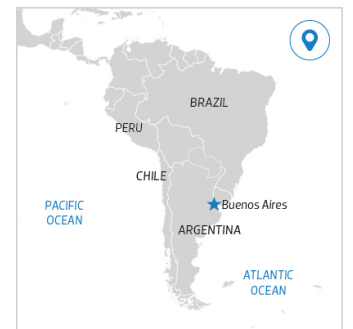 BRAZIL
PERU
CHILE
PACIFIC
OCEAN
Buenos Aires
ARGENTINA
ATLANTIC
OCEAN